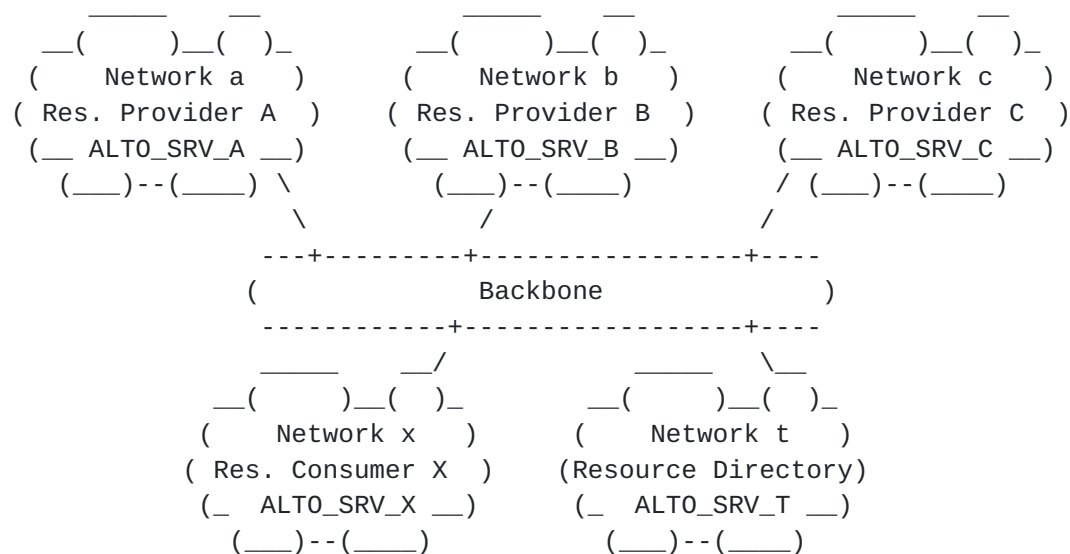 Network a Network b Network c
Res. Provider A Res. Provider B Res. Provider C
ALTO_SRV_A ALTO_SRV_B ALTO_SRV_C
Backbone
Network x Network t
Res. Consumer X (Resource Directory)
ALTO_SRV_X ALTO_SRV_T